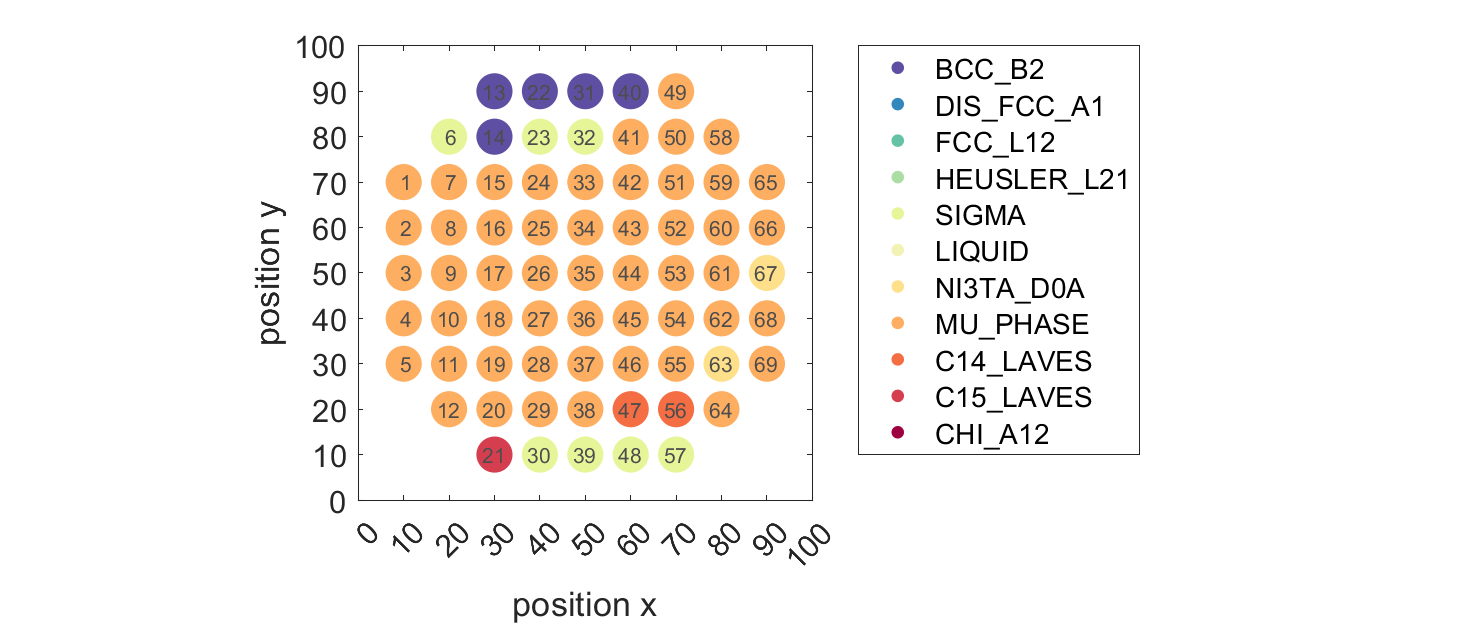 100
90
80
70
60
50
40
30
20
10
0
position y
13 22 31 40 49
6 14 23 32 41 50 58
1 7 15 24 33 42 51 59 65
2 8 16 25 34 43 52 60 66
3 9 17 26 35 44 53 61 67
4 10 18 27 36 45 54 62 68
5 11 19 28 37 46 55 63 69
12 20 29 38 47 56 64
21 30 39 48 57
0 10 20 30 40 50 60 70 80 90 100
position x
BCC_B2
DIS_FCC_A1
FCC_L12
HEUSLER_L21
SIGMA
LIQUID
NI3TA_D0A
MU_PHASE
C14_LAVES
C15_LAVES
CHI_A12